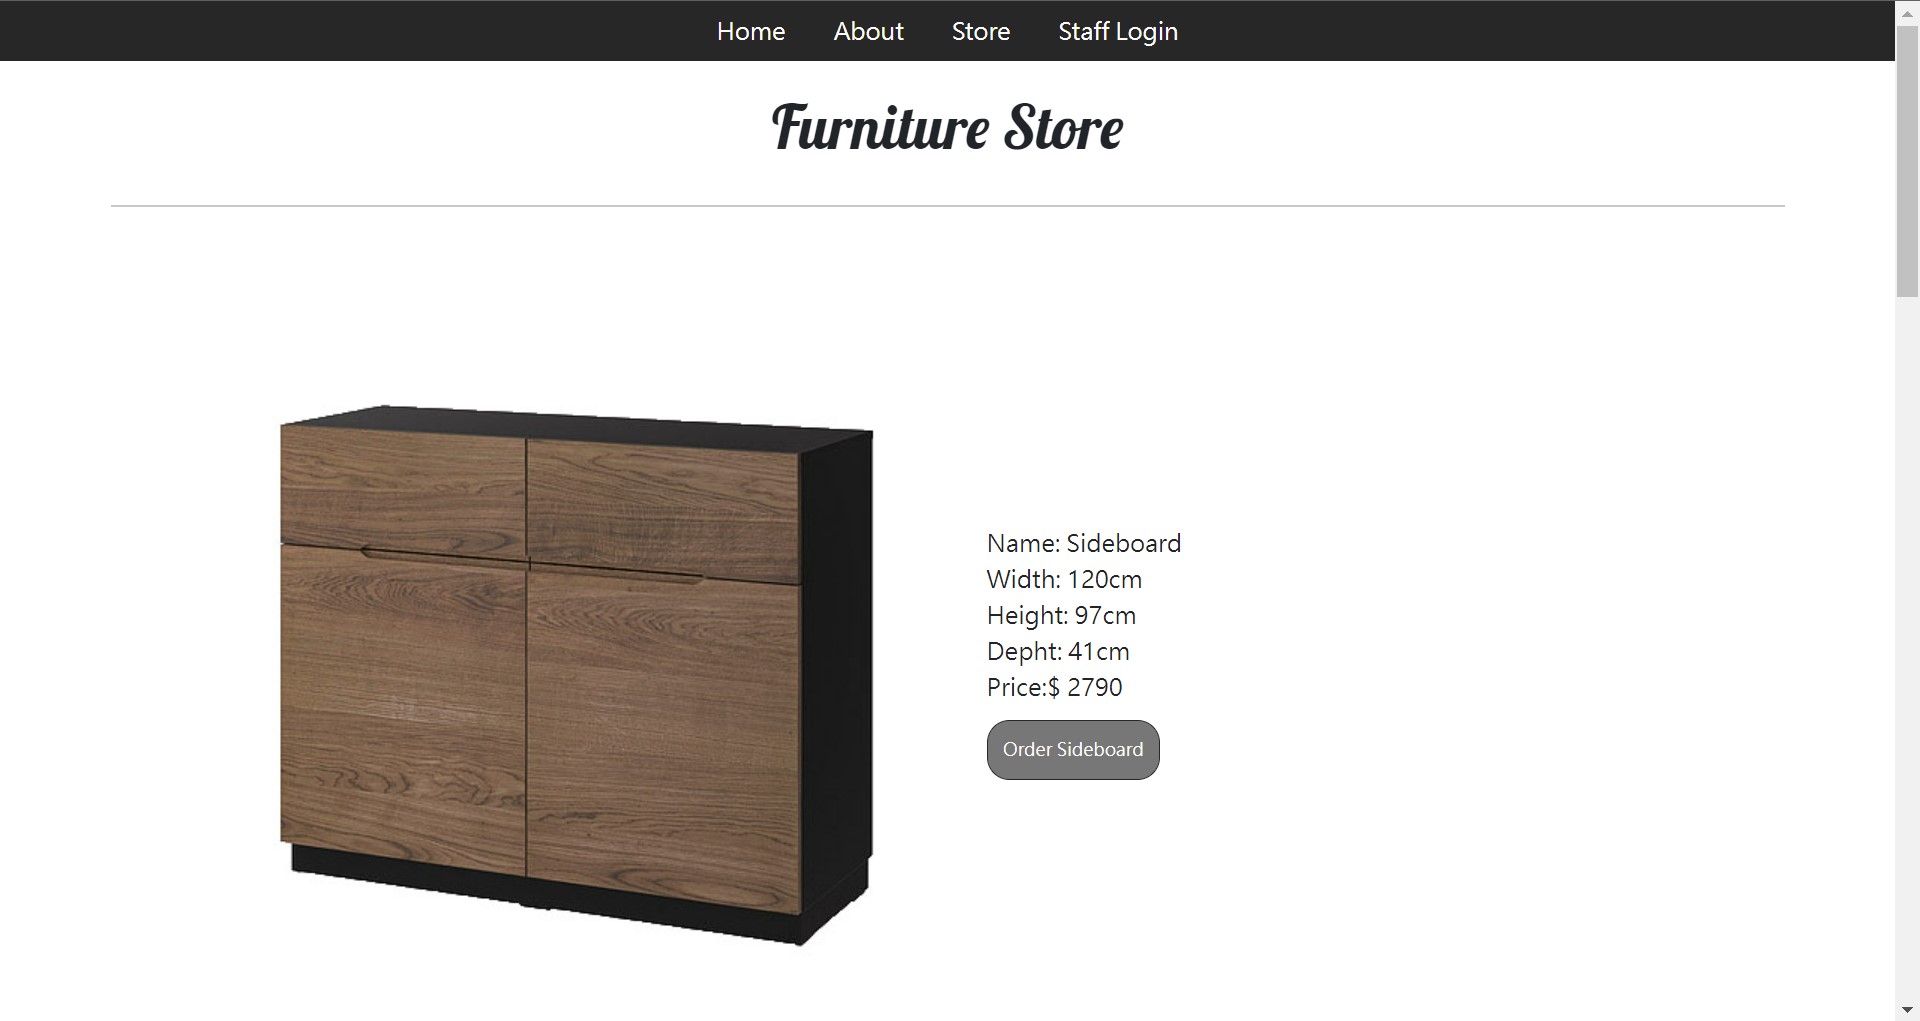 Home About Store Staff Login
Furniture Store
Name: Sideboard
Width: 120cm
Height: 97cm
Depht: 41cm
Price:$ 2790
Order Sideboard